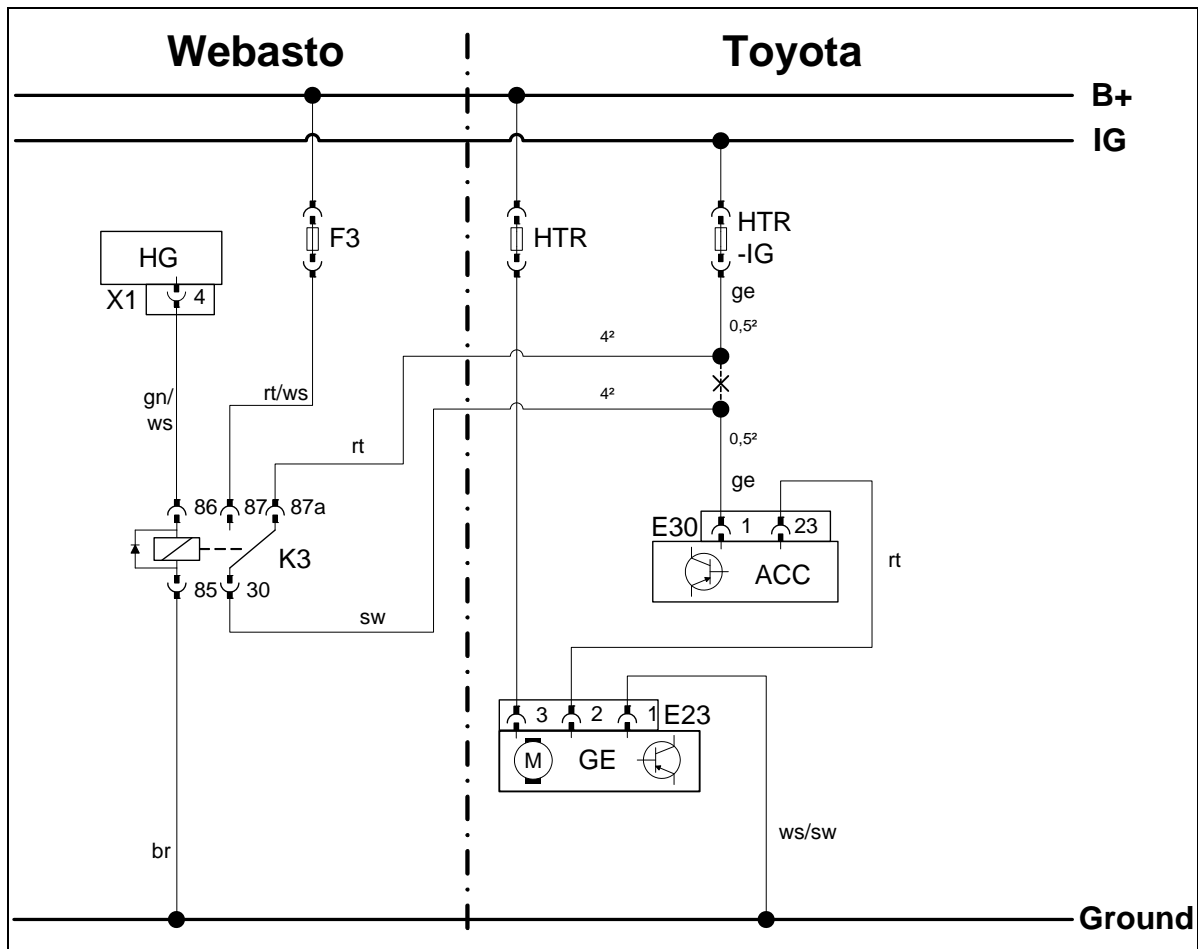 Webasto
Toyota
B+
IG
F3
HTR
HTR
-IG
HG
X1 4
ge
0,5²
4²
gn/
ws
rt/ws
4²
rt
0,5²
ge
86 87 87a
E30 1 23
K3
ACC
rt
85 30
sw
3 2 1 E23
M GE
ws/sw
br
Ground